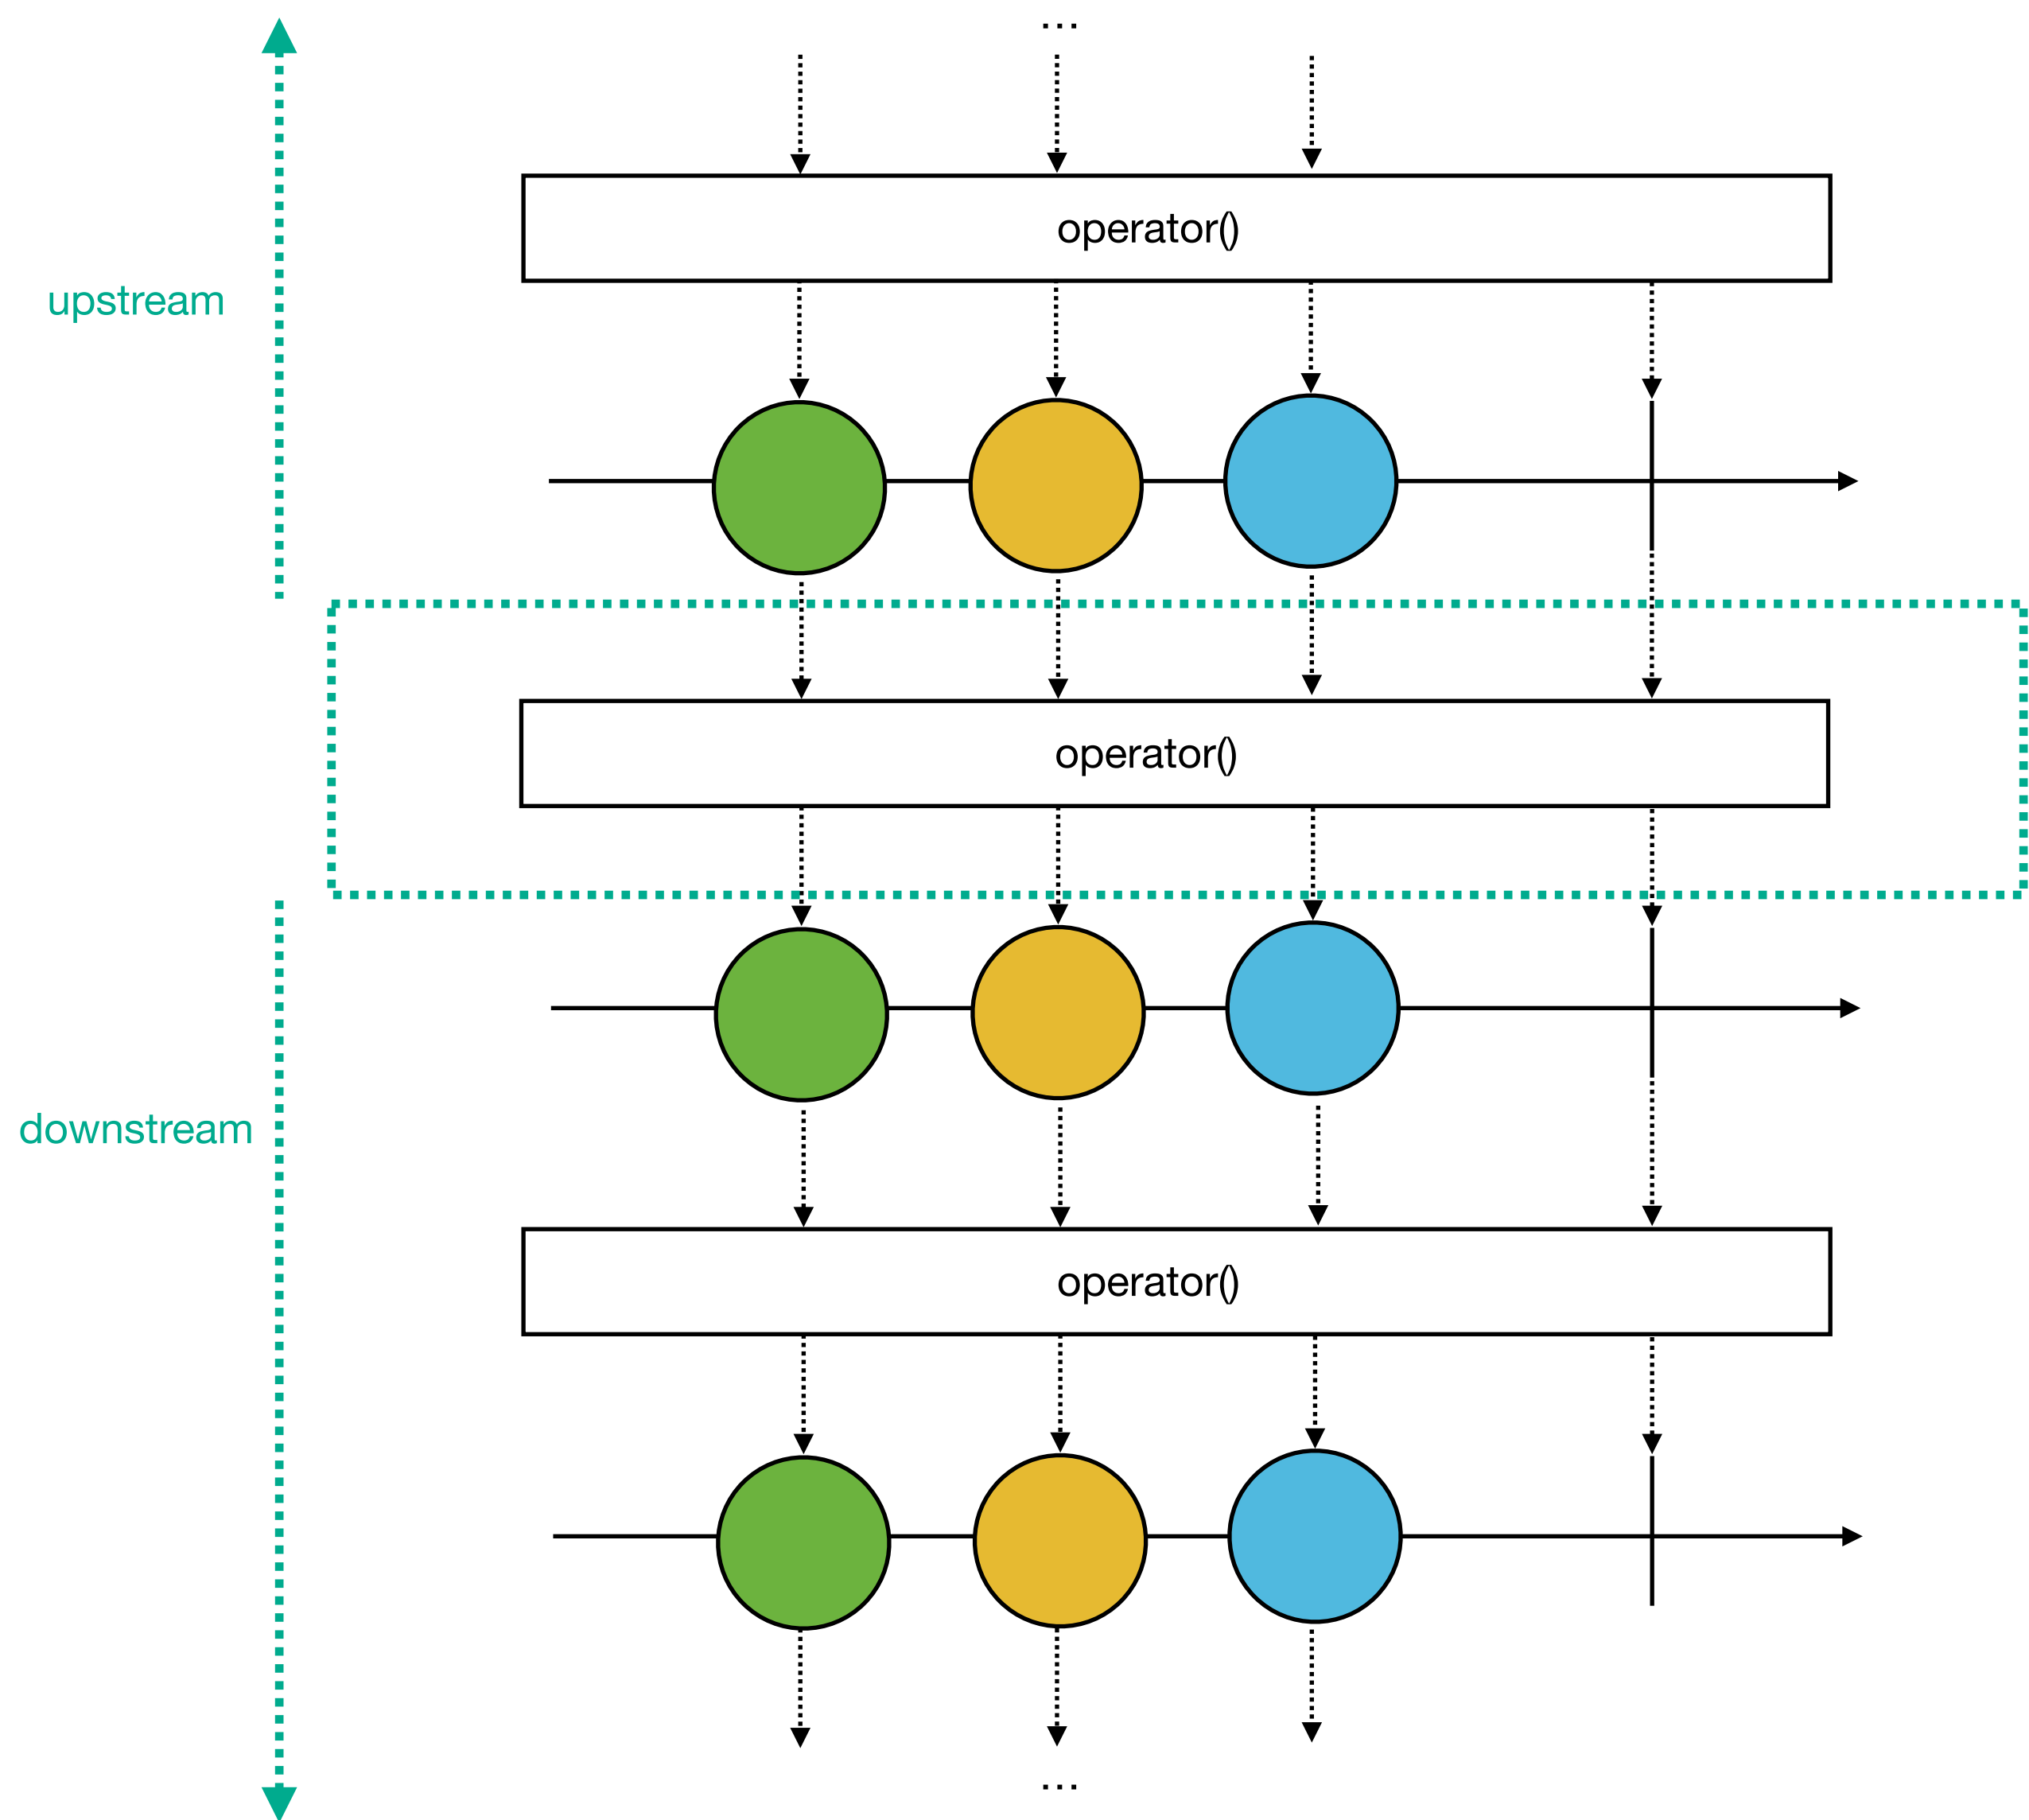 ...
operator()
upstream
operator()
downstream
operator()
...